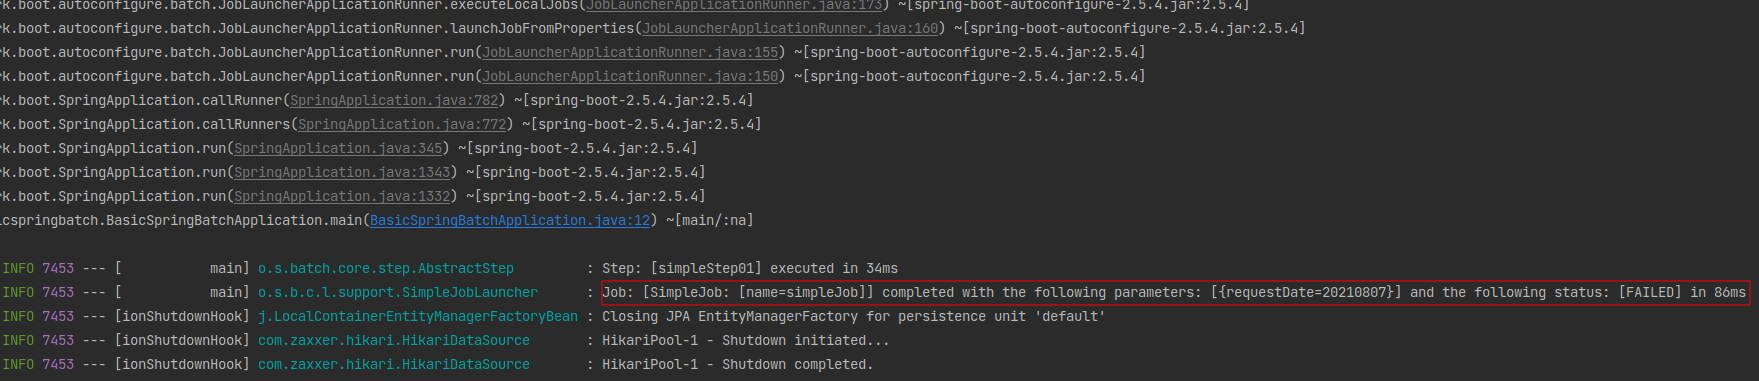 rk.boot.autoconfigure.batch.JobLauncherApplicationRunner.executeLocalJobs(JobLauncherApplicationRunner.java:173) ~[spring-boot-autoconfigure-2.5.4.jar:2.5.4]
rk.boot.autoconfigure.batch.JobLauncherApplicationRunner.launchJobFromProperties(JobLauncherApplicationRunner.java:160) ~[spring-boot-autoconfigure-2.5.4.jar:2.5.4]
rk.boot.autoconfigure.batch.JobLauncherApplicationRunner.run(JobLauncherApplicationRunner.java:155) ~[spring-boot-autoconfigure-2.5.4.jar:2.5.4]
rk.boot.autoconfigure.batch.JobLauncherApplicationRunner.run(JobLauncherApplicationRunner.java:150) ~[spring-boot-autoconfigure-2.5.4.jar:2.5.4]
rk.boot.SpringApplication.callRunner(SpringApplication.java:782) ~[spring-boot-2.5.4.jar:2.5.4]
rk.boot.SpringApplication.callRunners(SpringApplication.java:772) ~[spring-boot-2.5.4.jar:2.5.4]
rk.boot.SpringApplication.run(SpringApplication.java:345) ~[spring-boot-2.5.4.jar:2.5.4]
rk.boot.SpringApplication.run(SpringApplication.java:1343) ~[spring-boot-2.5.4.jar:2.5.4]
rk.boot.SpringApplication.run(SpringApplication.java:1332) ~[spring-boot-2.5.4.jar:2.5.4]
icspringbatch.BasicSpringBatchApplication.main(BasicSpringBatchApplication.java:12) ~[main/:na]
INFO 7453 --- [           main] o.s.batch.core.step.AbstractStep         : Step: [simpleStep01] executed in 34ms
INFO 7453 --- [           main] o.s.b.c.l.support.SimpleJobLauncher      : Job: [SimpleJob: [name=simpleJob]] completed with the following parameters: [{requestDate=20210807}] and the following status: [FAILED] in 86ms
INFO 7453 --- [ionShutdownHook] j.LocalContainerEntityManagerFactoryBean : Closing JPA EntityManagerFactory for persistence unit 'default'
INFO 7453 --- [ionShutdownHook] com.zaxxer.hikari.HikariDataSource       : HikariPool-1 - Shutdown initiated...
INFO 7453 --- [ionShutdownHook] com.zaxxer.hikari.HikariDataSource       : HikariPool-1 - Shutdown completed.